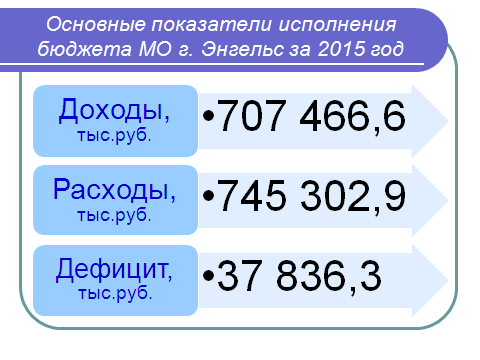 Основные показатели исполнения
бюджета МО г. Энгельс за 2015 год
Доходы,
тыс.руб.
•707 466,6
Расходы,
тыс.руб.
•745 302,9
Дефицит,
тыс.руб.
•37 836,3